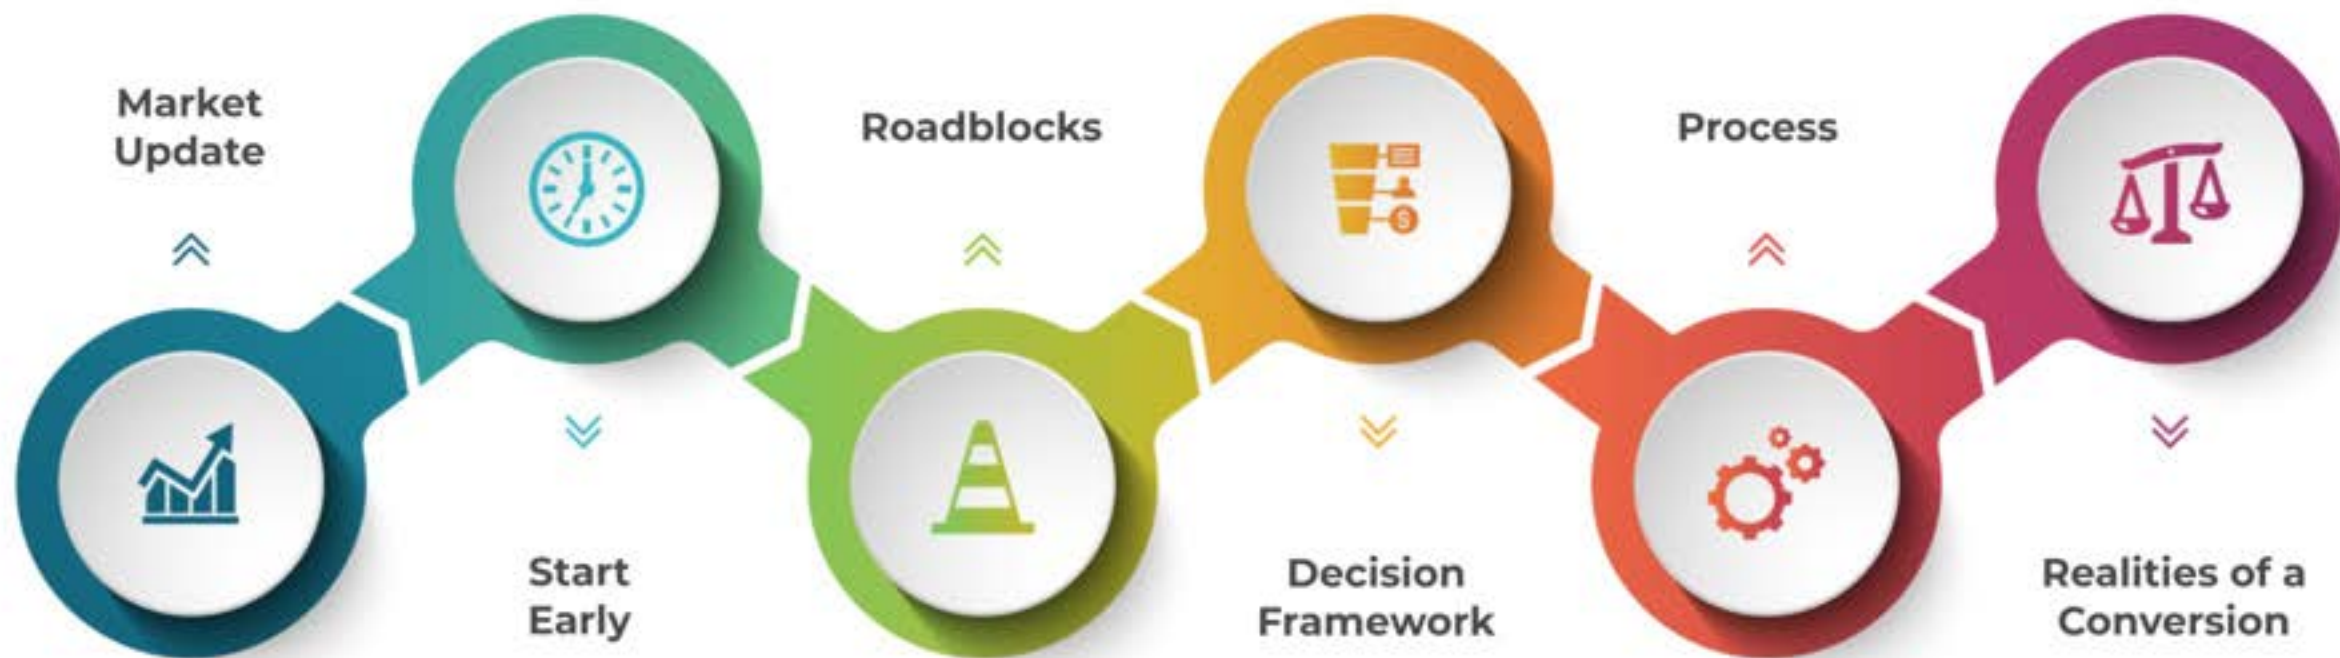 Market
Update
Start
Early
Roadblocks
Decision
Framework
Process
Realities of a
Conversion